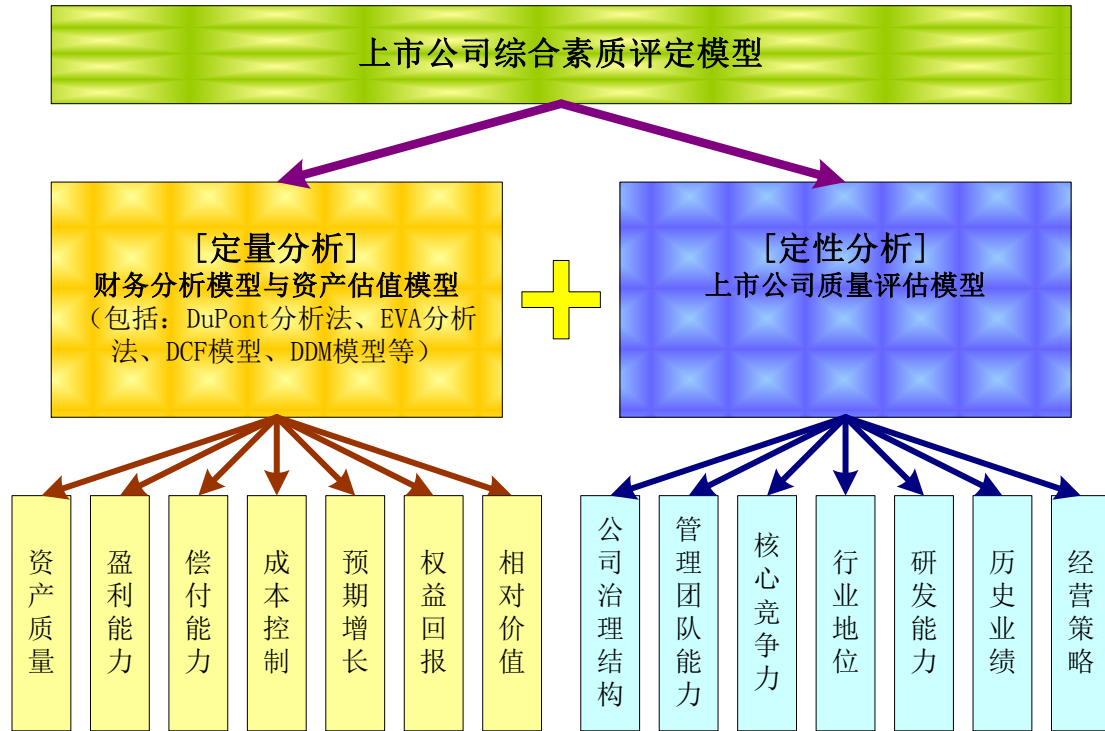 上市公司综合素质评定模型
[定量分析]
财务分析模型与资产估值模型
（包括：DuPont分析法、EVA分析
法、DCF模型、DDM模型等）
[定性分析]
上市公司质量评估模型
资产质量
盈利能力
偿付能力
成本控制
预期增长
权益回报
相对价值
公司治理结构
管理团队能力
核心竞争力
行业地位
研发能力
历史业绩
经营策略